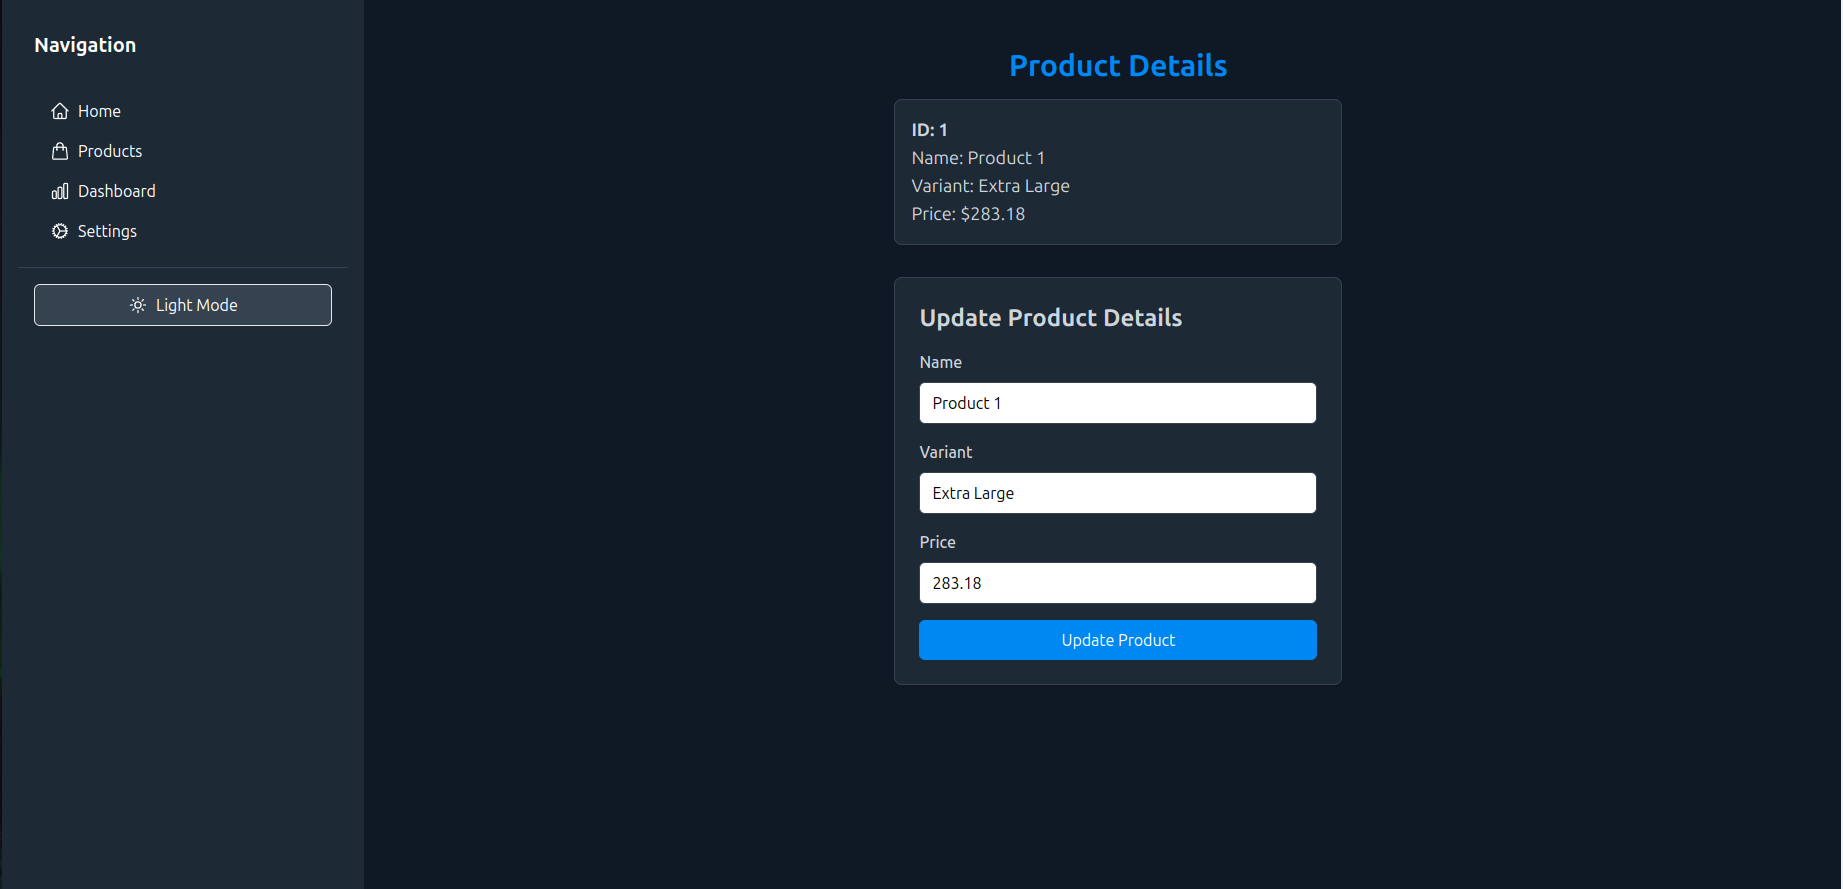 Navigation
Home
Products
Dashboard
Settings
Light Mode
Product Details
ID: 1
Name: Product 1
Variant: Extra Large
Price: $283.18
Update Product Details
Name
Product 1
Variant
Extra Large
Price
283.18
Update Product